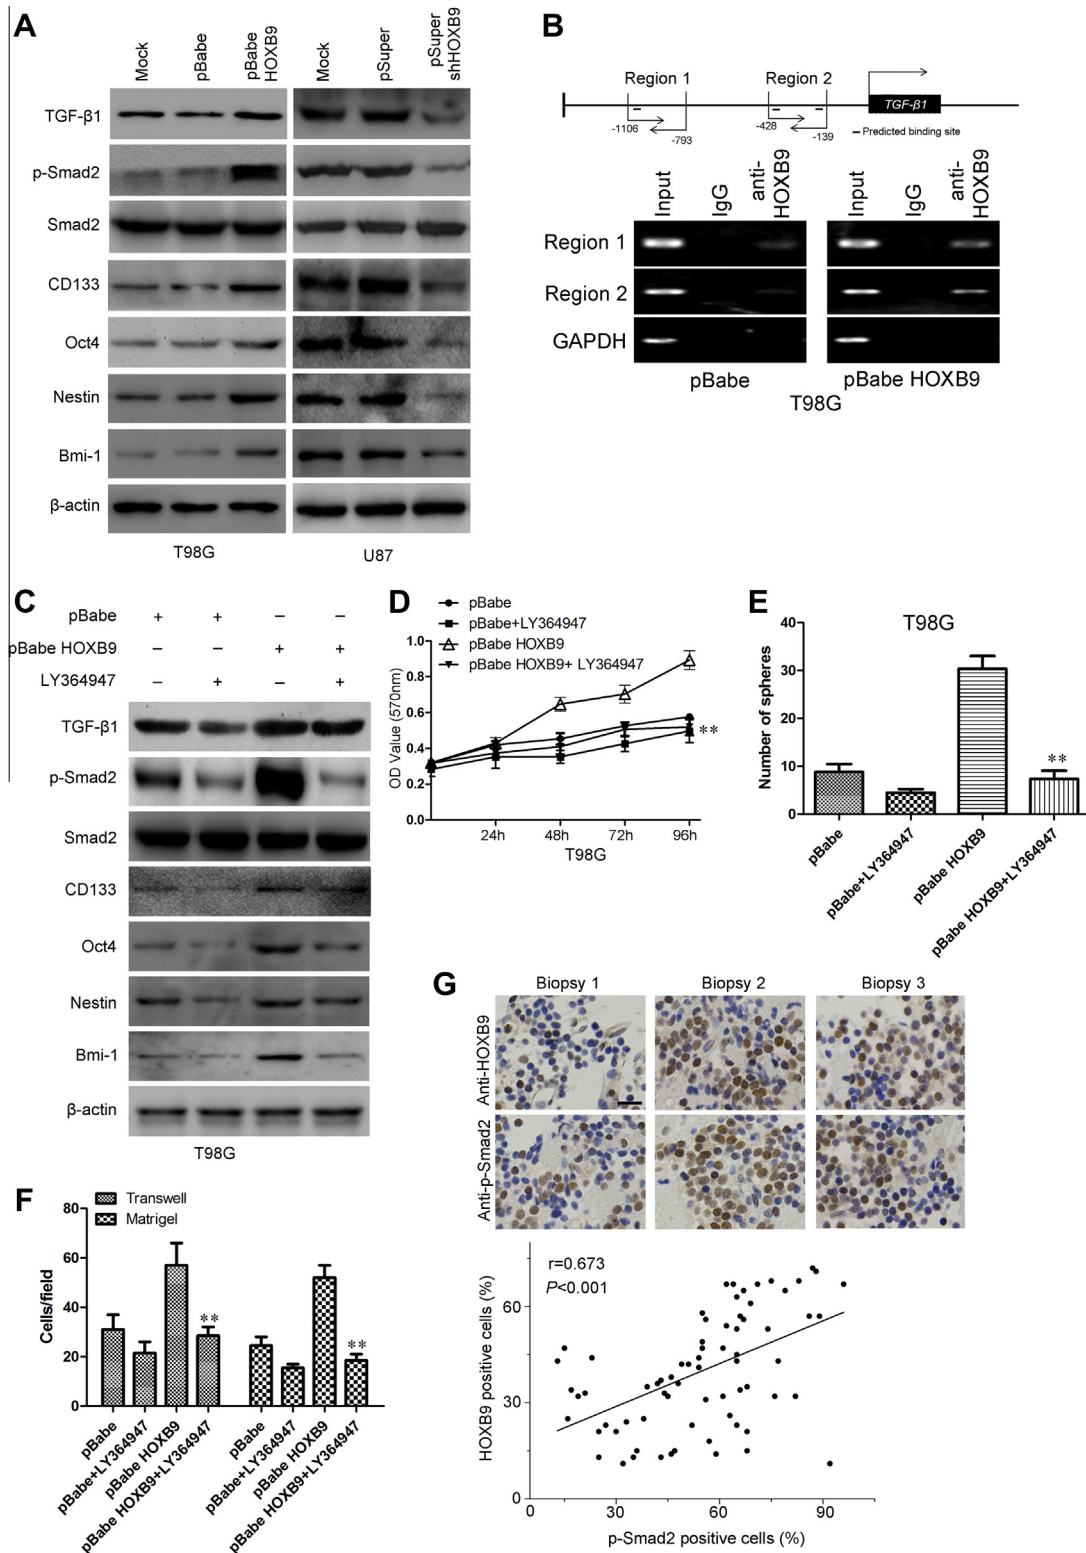 A
Mock
pBabe
pBabe
HOXB9
Mock
pSuper
pSuper
shHOXB9
TGF-β1
p-Smad2
Smad2
CD133
Oct4
Nestin
Bmi-1
β-actin
T98G
U87
B
Region 1
Region 2
TGF-β1
-1106
-793
-428
-139
Predicted binding site
Input
IgG
anti-
HOXB9
Input
IgG
anti-
HOXB9
Region 1
Region 2
GAPDH
pBabe
pBabe HOXB9
T98G
C
pBabe + + – –
pBabe HOXB9 – – + +
LY364947 – + – +
TGF-β1
p-Smad2
Smad2
CD133
Oct4
Nestin
Bmi-1
β-actin
T98G
D
pBabe
pBabe+LY364947
pBabe HOXB9
pBabe HOXB9+ LY364947
OD Value (570nm)
1.0
0.8
0.6
0.4
0.2
0.0
**
24h 48h 72h 96h
T98G
E
T98G
Number of spheres
40
30
20
10
0
**
pBabe
pBabe+LY364947
pBabe HOXB9
pBabe HOXB9+LY364947
F
Transwell
Matrigel
Cells/field
80
60
40
20
0
**
**
pBabe
pBabe+LY364947
pBabe HOXB9
pBabe HOXB9+LY364947
pBabe
pBabe+LY364947
pBabe HOXB9
pBabe HOXB9+LY364947
G
Biopsy 1
Biopsy 2
Biopsy 3
Anti-HOXB9
Anti-p-Smad2
r=0.673
P<0.001
HOXB9 positive cells (%)
60
30
0
0 30 60 90
p-Smad2 positive cells (%)